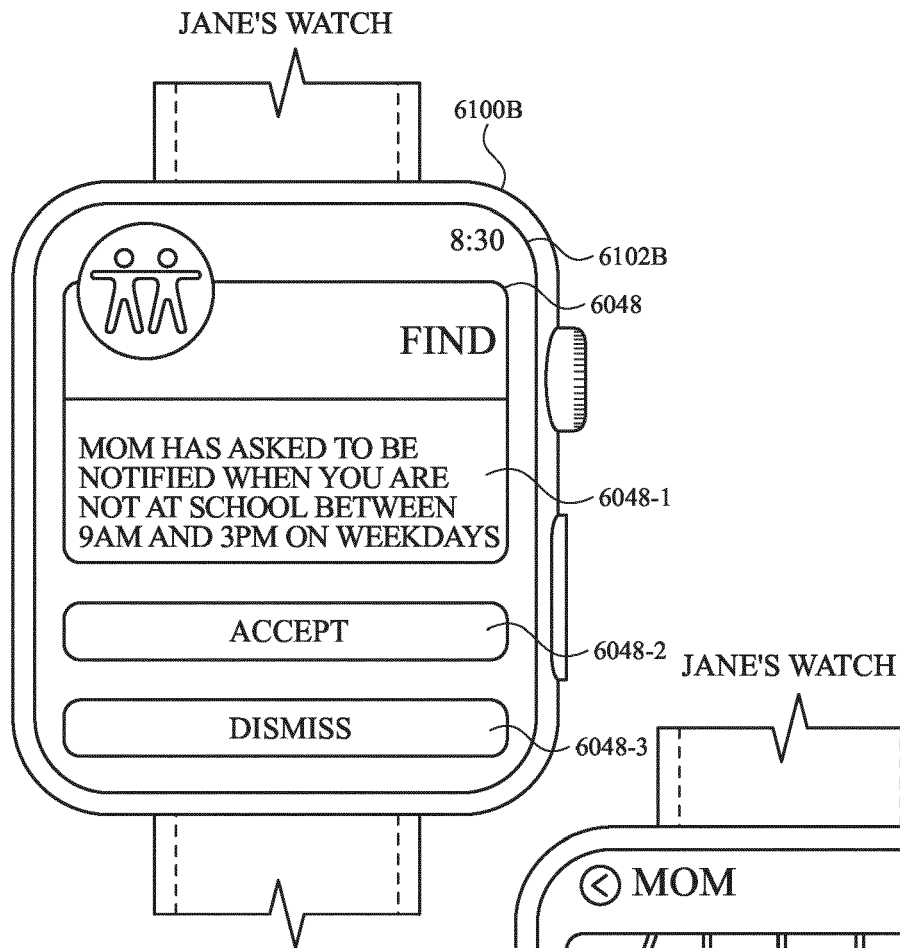 JANE'S WATCH
6100B
8:30
6102B
6048
FIND
MOM HAS ASKED TO BE
NOTIFIED WHEN YOU ARE
NOT AT SCHOOL BETWEEN
9AM AND 3PM ON WEEKDAYS
6048-1
ACCEPT
6048-2
DISMISS
6048-3
JANE'S WATCH
MOM